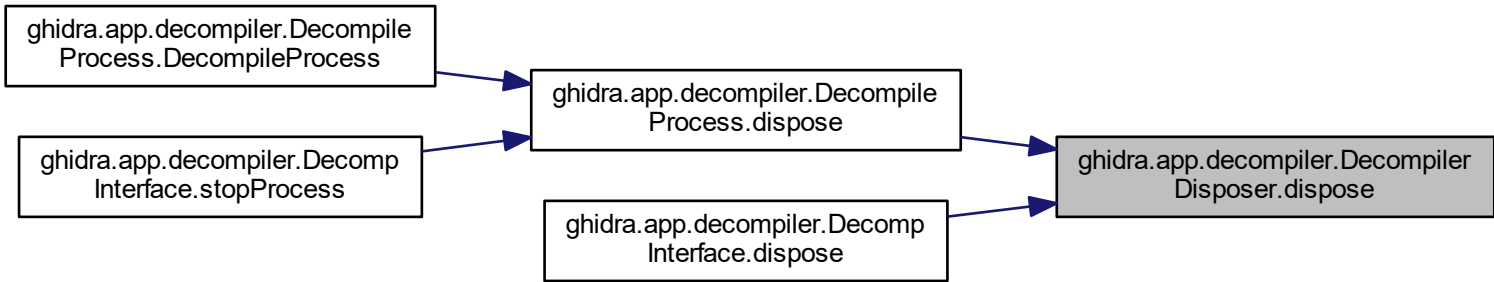 ghidra.app.decompiler.Decompile
Process.DecompileProcess
ghidra.app.decompiler.Decomp
Interface.stopProcess
ghidra.app.decompiler.Decompile
Process.dispose
ghidra.app.decompiler.Decomp
Interface.dispose
ghidra.app.decompiler.Decompiler
Disposer.dispose